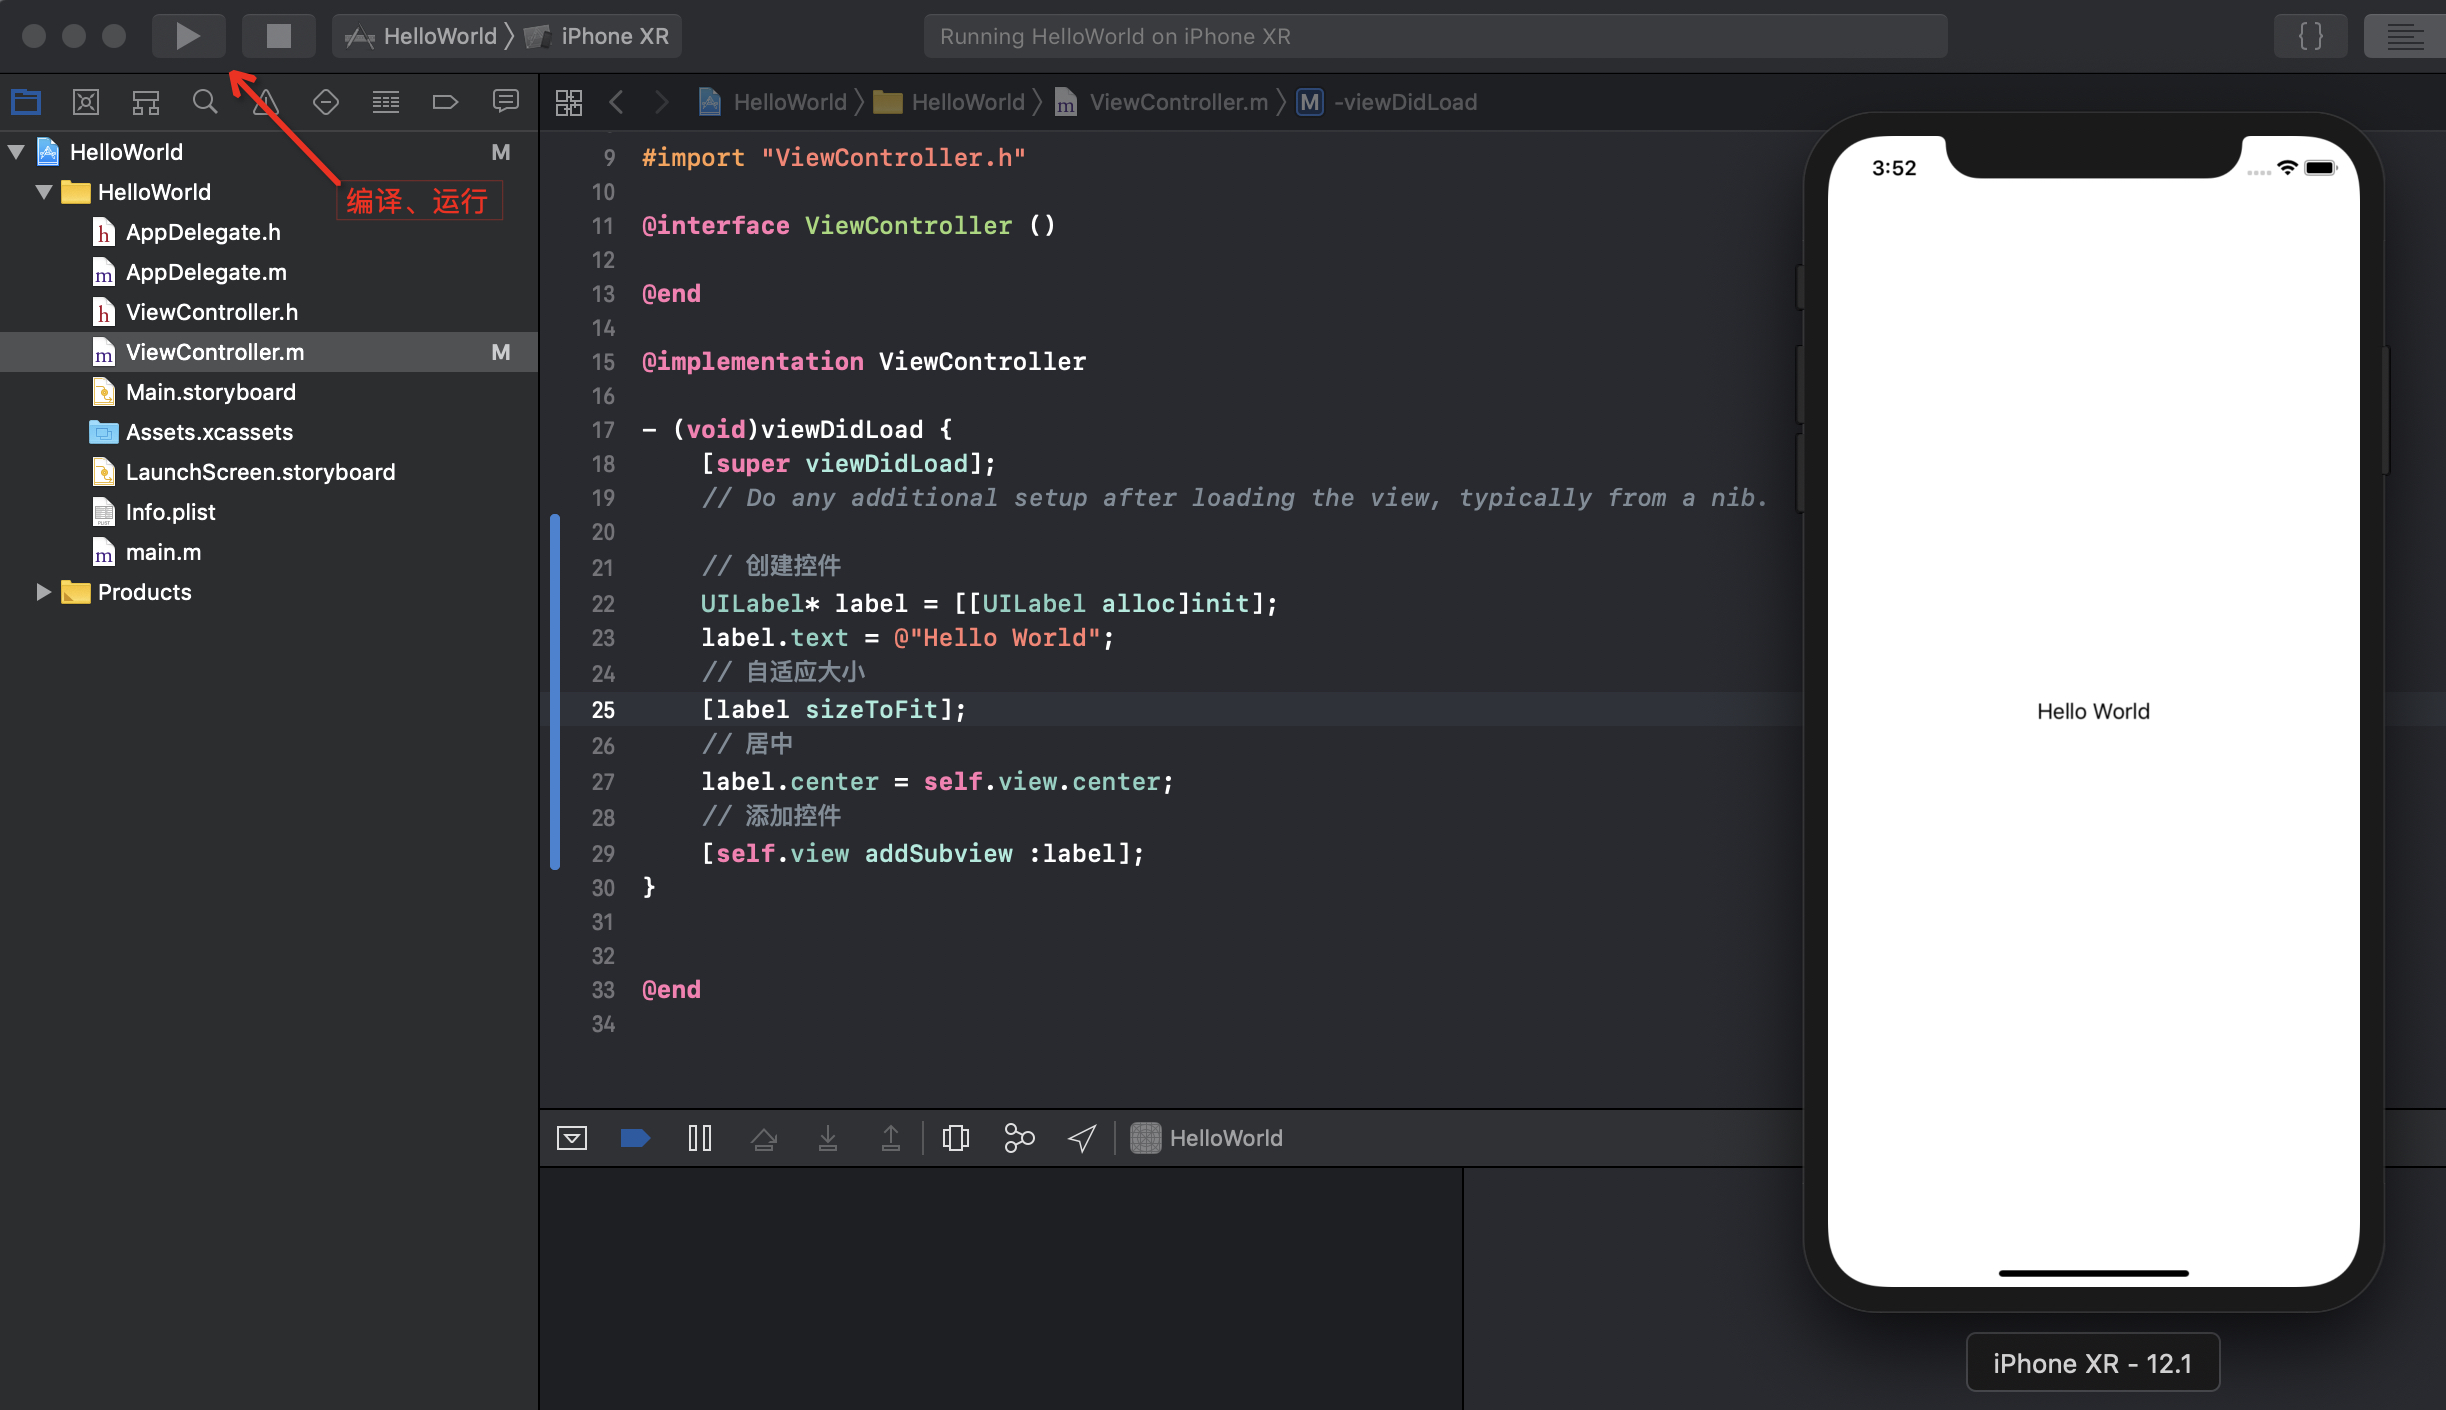 HelloWorld 〉 iPhone XR
Running HelloWorld on iPhone XR
{ }
HelloWorld 〉 HelloWorld 〉 m ViewController.m 〉 M -viewDidLoad
HelloWorld M
HelloWorld
编译、运行
h AppDelegate.h
m AppDelegate.m
h ViewController.h
m ViewController.m M
Main.storyboard
Assets.xcassets
LaunchScreen.storyboard
Info.plist
m main.m
Products
9 #import "ViewController.h"
10
11 @interface ViewController ()
12
13 @end
14
15 @implementation ViewController
16
17 - (void)viewDidLoad {
18 [super viewDidLoad];
19 // Do any additional setup after loading the view, typically from a nib.
20
21 // 创建控件
22 UILabel* label = [[UILabel alloc]init];
23 label.text = @"Hello World";
24 // 自适应大小
25 [label sizeToFit];
26 // 居中
27 label.center = self.view.center;
28 // 添加控件
29 [self.view addSubview :label];
30 }
31
32
33 @end
34
HelloWorld
3:52
Hello World
iPhone XR - 12.1